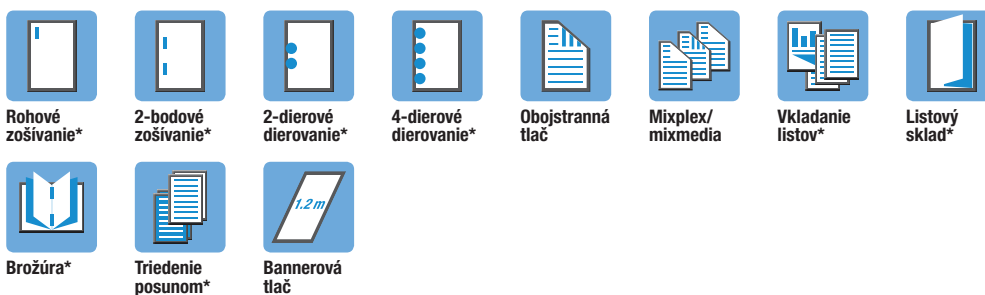 Rohové
zošívanie*
2-bodové
zošívanie*
2-dierové
dierovanie*
4-dierové
dierovanie*
Obojstranná
tlač
Mixplex/
mixmedia
Vkladanie
listov*
Listový
sklad*
Brožúra*
Triedenie
posunom*
1.2 m
Bannerová
tlač